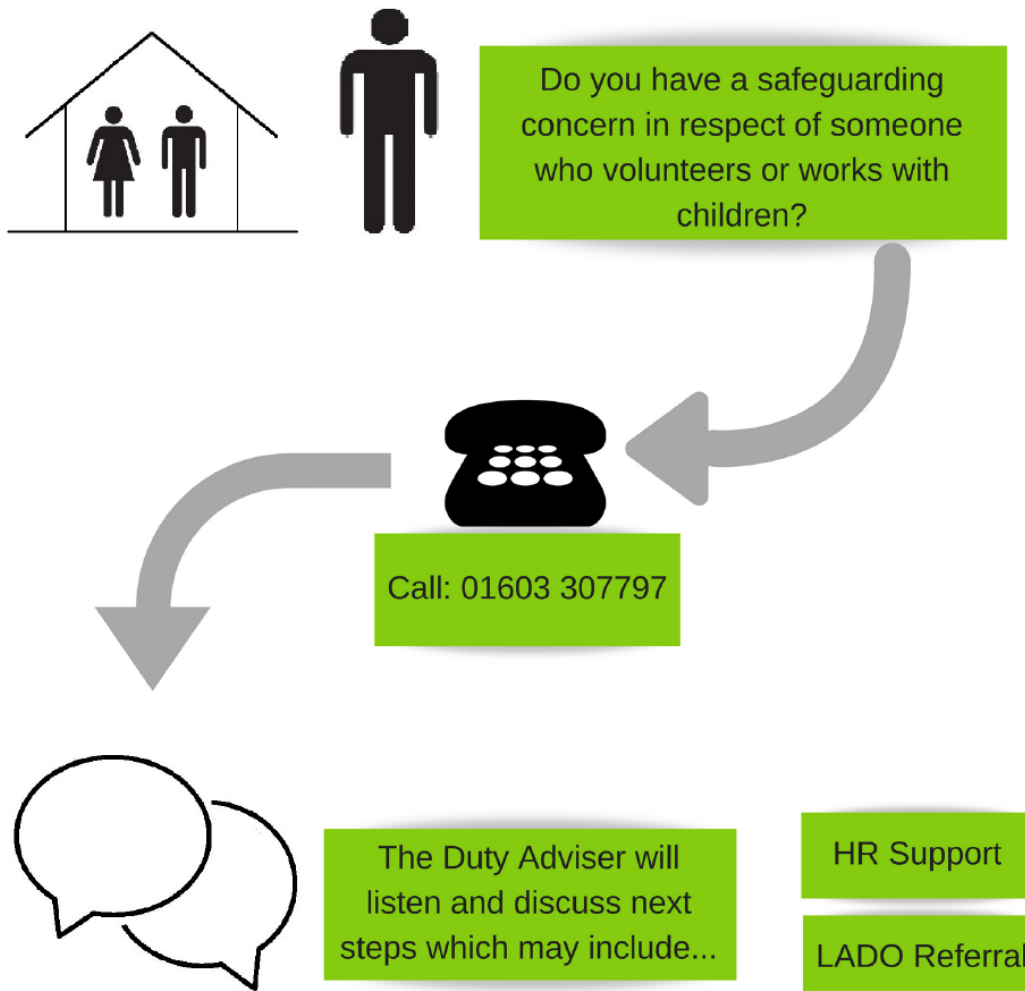 Do you have a safeguarding
concern in respect of someone
who volunteers or works with
children?
Call: 01603 307797
The Duty Adviser will
listen and discuss next
steps which may include...
HR Support
LADO Referral